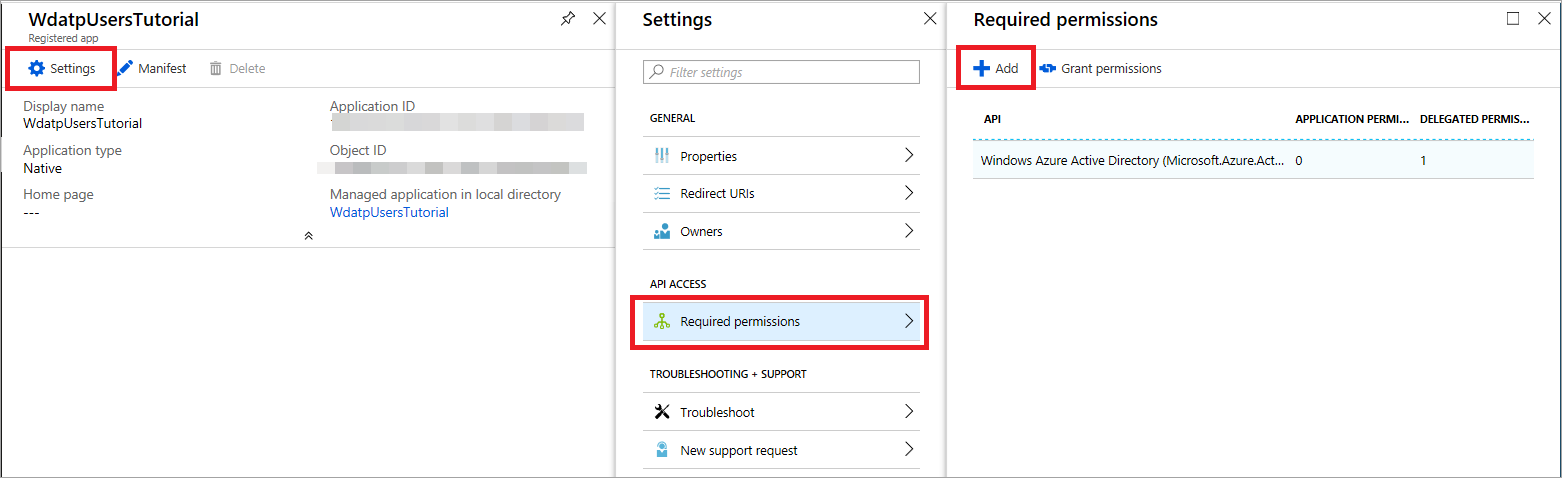 WdatpUsersTutorial
Registered app
Settings Manifest Delete
Display name
WdatpUsersTutorial
Application ID
Application type
Native
Object ID
Home page
---
Managed application in local directory
WdatpUsersTutorial
Settings
Filter settings
GENERAL
Properties
Redirect URIs
Owners
API ACCESS
Required permissions
TROUBLESHOOTING + SUPPORT
Troubleshoot
New support request
Required permissions
Add Grant permissions
API APPLICATION PERMI... DELEGATED PERMIS...
Windows Azure Active Directory (Microsoft.Azure.Act... 0 1